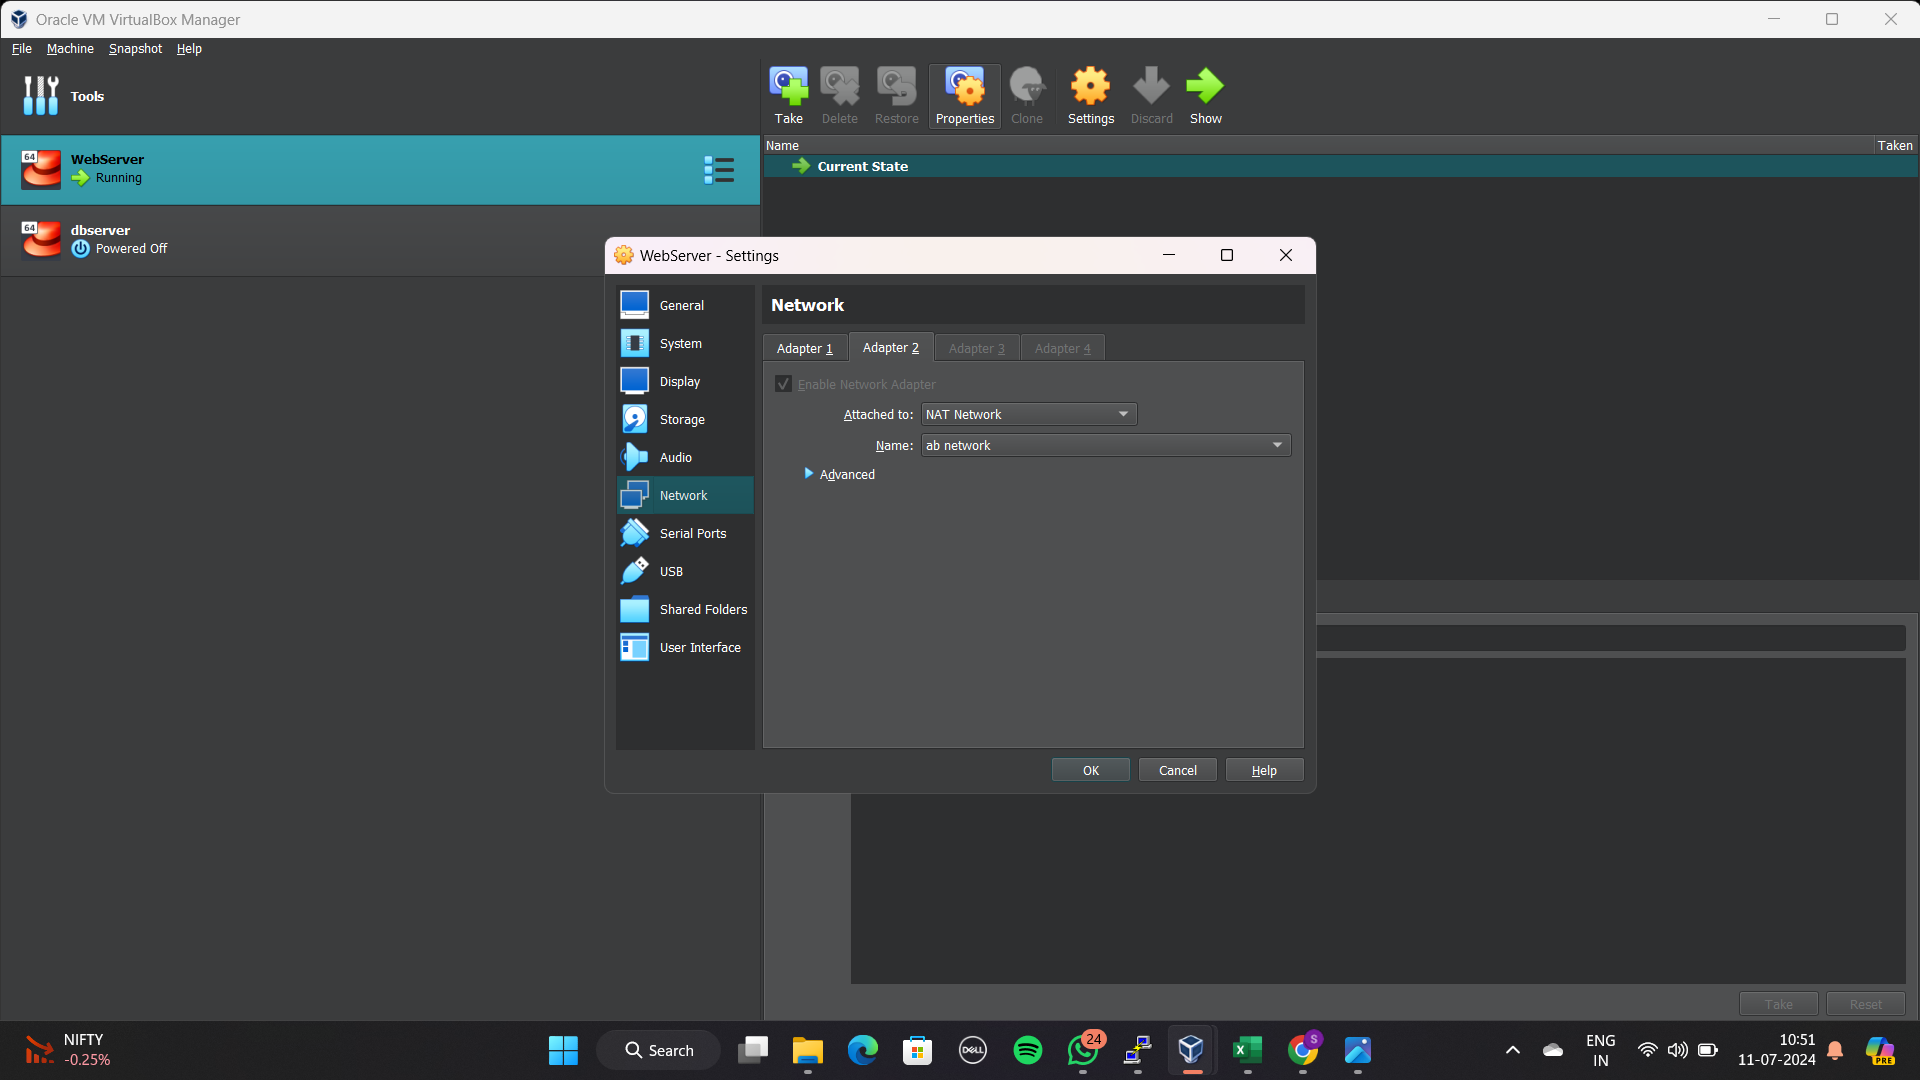 Oracle VM VirtualBox Manager
File Machine Snapshot Help
Tools
Take Delete Restore Properties Clone Settings Discard Show
Name Taken
Current State
64 WebServer
Running
64 dbserver
Powered Off
WebServer - Settings
General
System
Display
Storage
Audio
Network
Serial Ports
USB
Shared Folders
User Interface
Network
Adapter 1 Adapter 2 Adapter 3 Adapter 4
Enable Network Adapter
Attached to: NAT Network
Name: ab network
Advanced
OK Cancel Help
Take Reset
NIFTY
-0.25%
Search
DELL
24
S
ENG
IN
10:51
11-07-2024
PRE